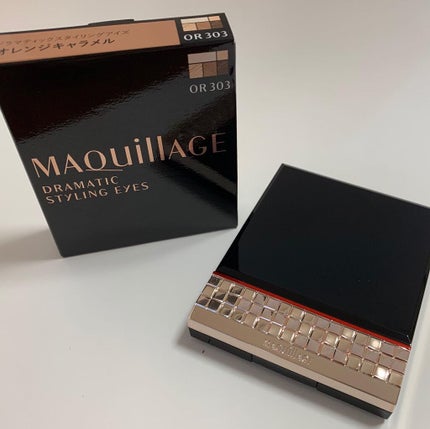 ドラマティックスタイリングアイズ
オレンジキャラメル
OR 303
OR 303
MAQuillAGE
DRAMATIC
STYLING EYES